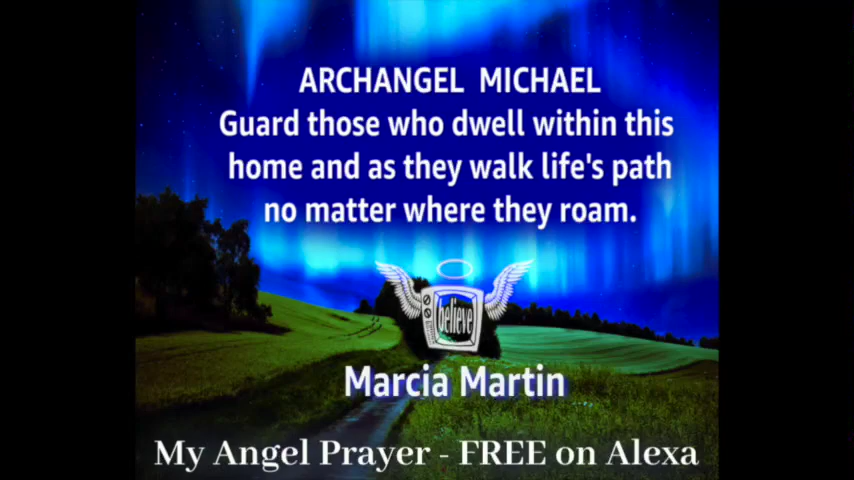 ARCHANGEL MICHAEL
Guard those who dwell within this
home and as they walk life's path
no matter where they roam.
believe
Marcia Martin
My Angel Prayer - FREE on Alexa